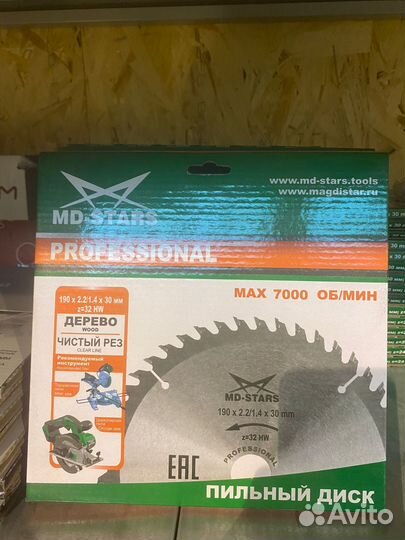 www.md-stars.tools
www.magdistar.ru
MD-STARS
PROFESSIONAL
MAX 7000 ОБ/МИН
190 x 2.2/1.4 x 30 мм
z=32 HW
ДЕРЕВО
WOOD
ЧИСТЫЙ РЕЗ
CLEAR LINE
Рекомендуемый
инструмент
MD-STARS
190 x 2.2/1.4 x 30 mm
z=32 HW
PROFESSIONAL
EAC
ПИЛЬНЫЙ ДИСК
Avito